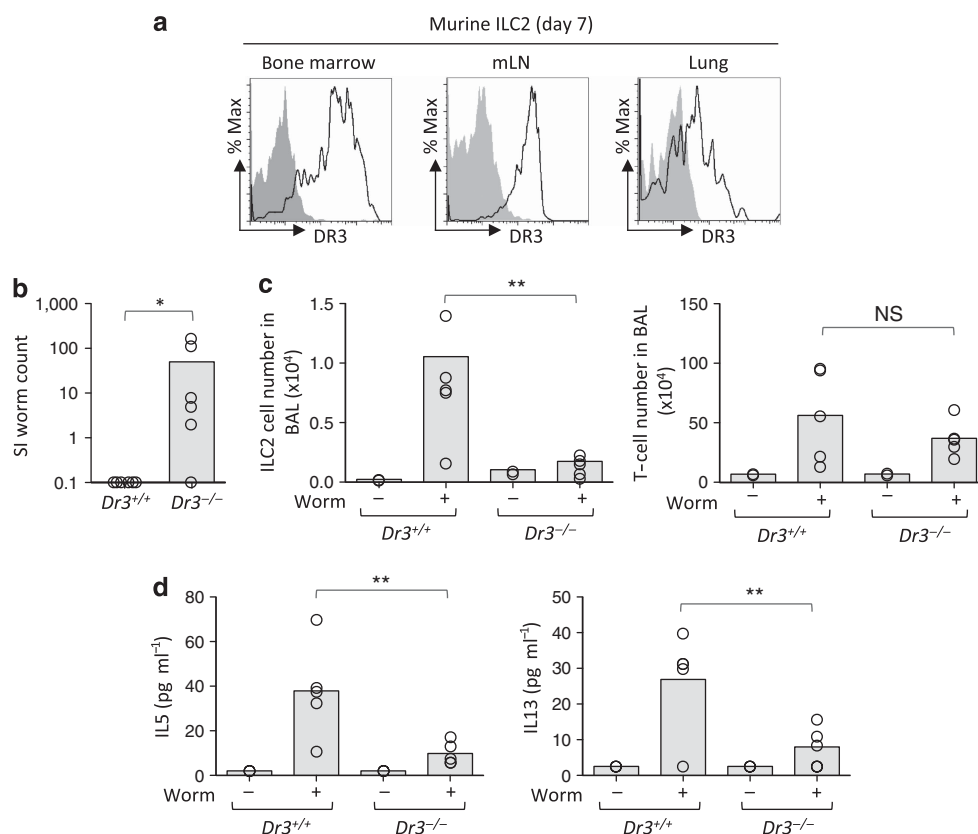 a
Murine ILC2 (day 7)
Bone marrow
mLN
Lung
% Max
% Max
% Max
DR3
DR3
DR3
b
SI worm count
1,000
100
10
1
0.1
*
Dr3+/+
Dr3−/−
c
ILC2 cell number in
BAL (x10⁴)
1.5
1.0
0.5
0.0
**
Worm
−
+
−
+
Dr3+/+
Dr3−/−
T-cell number in BAL
(x10⁴)
150
100
50
0
NS
Worm
−
+
−
+
Dr3+/+
Dr3−/−
d
IL5 (pg ml⁻¹)
80
60
40
20
0
**
Worm
−
+
−
+
Dr3+/+
Dr3−/−
IL13 (pg ml⁻¹)
50
40
30
20
10
0
**
Worm
−
+
−
+
Dr3+/+
Dr3−/−